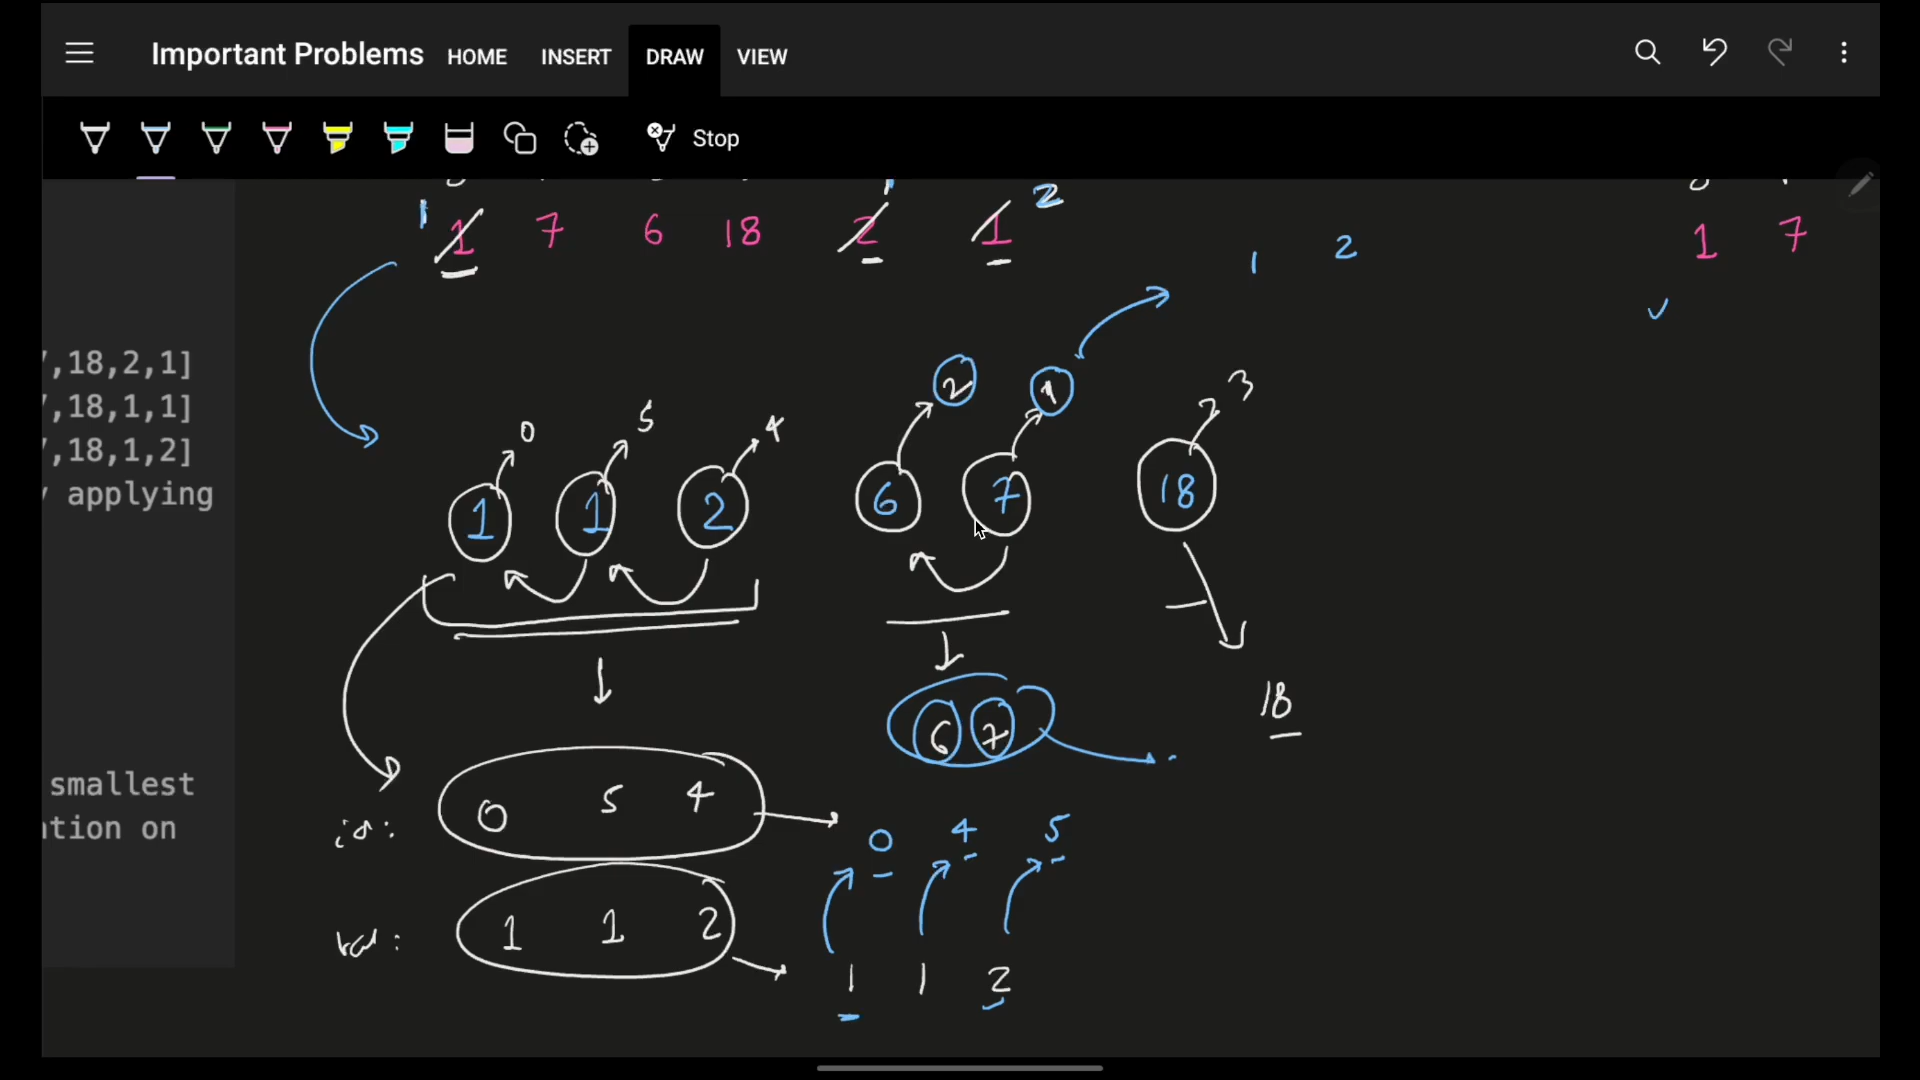 Important Problems HOME INSERT DRAW VIEW
Stop
1 1 7 6 18 2 1 2
1 2
1 7
,18,2,1]
,18,1,1]
,18,1,2]
applying
0 5 4 2 1 3
1 1 2 6 7 18
6 7
18
smallest
tion on
id: 0 5 4
0 4 5
val: 1 1 2
1 1 2